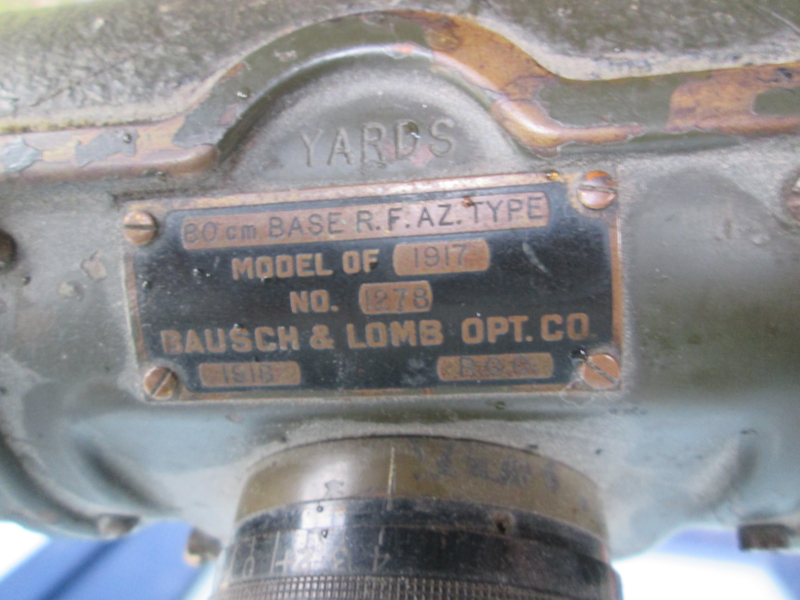 YARDS
80 cm BASE R.F. AZ. TYPE
MODEL OF 1917
NO. 1278
BAUSCH & LOMB OPT. CO
1918